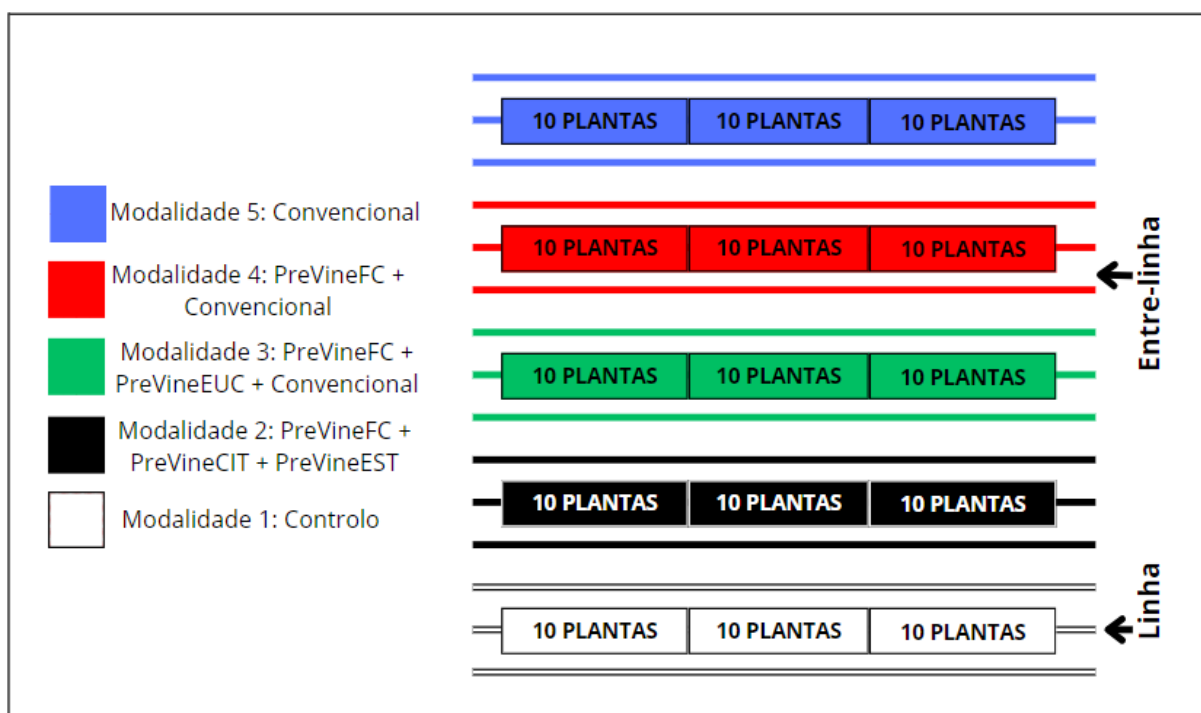 10 PLANTAS 10 PLANTAS 10 PLANTAS
Modalidade 5: Convencional
10 PLANTAS 10 PLANTAS 10 PLANTAS
Modalidade 4: PreVineFC +
Convencional
Entre-linha
Modalidade 3: PreVineFC +
PreVineEUC + Convencional
10 PLANTAS 10 PLANTAS 10 PLANTAS
Modalidade 2: PreVineFC +
PreVineCIT + PreVineEST
10 PLANTAS 10 PLANTAS 10 PLANTAS
Modalidade 1: Controlo
Linha
10 PLANTAS 10 PLANTAS 10 PLANTAS